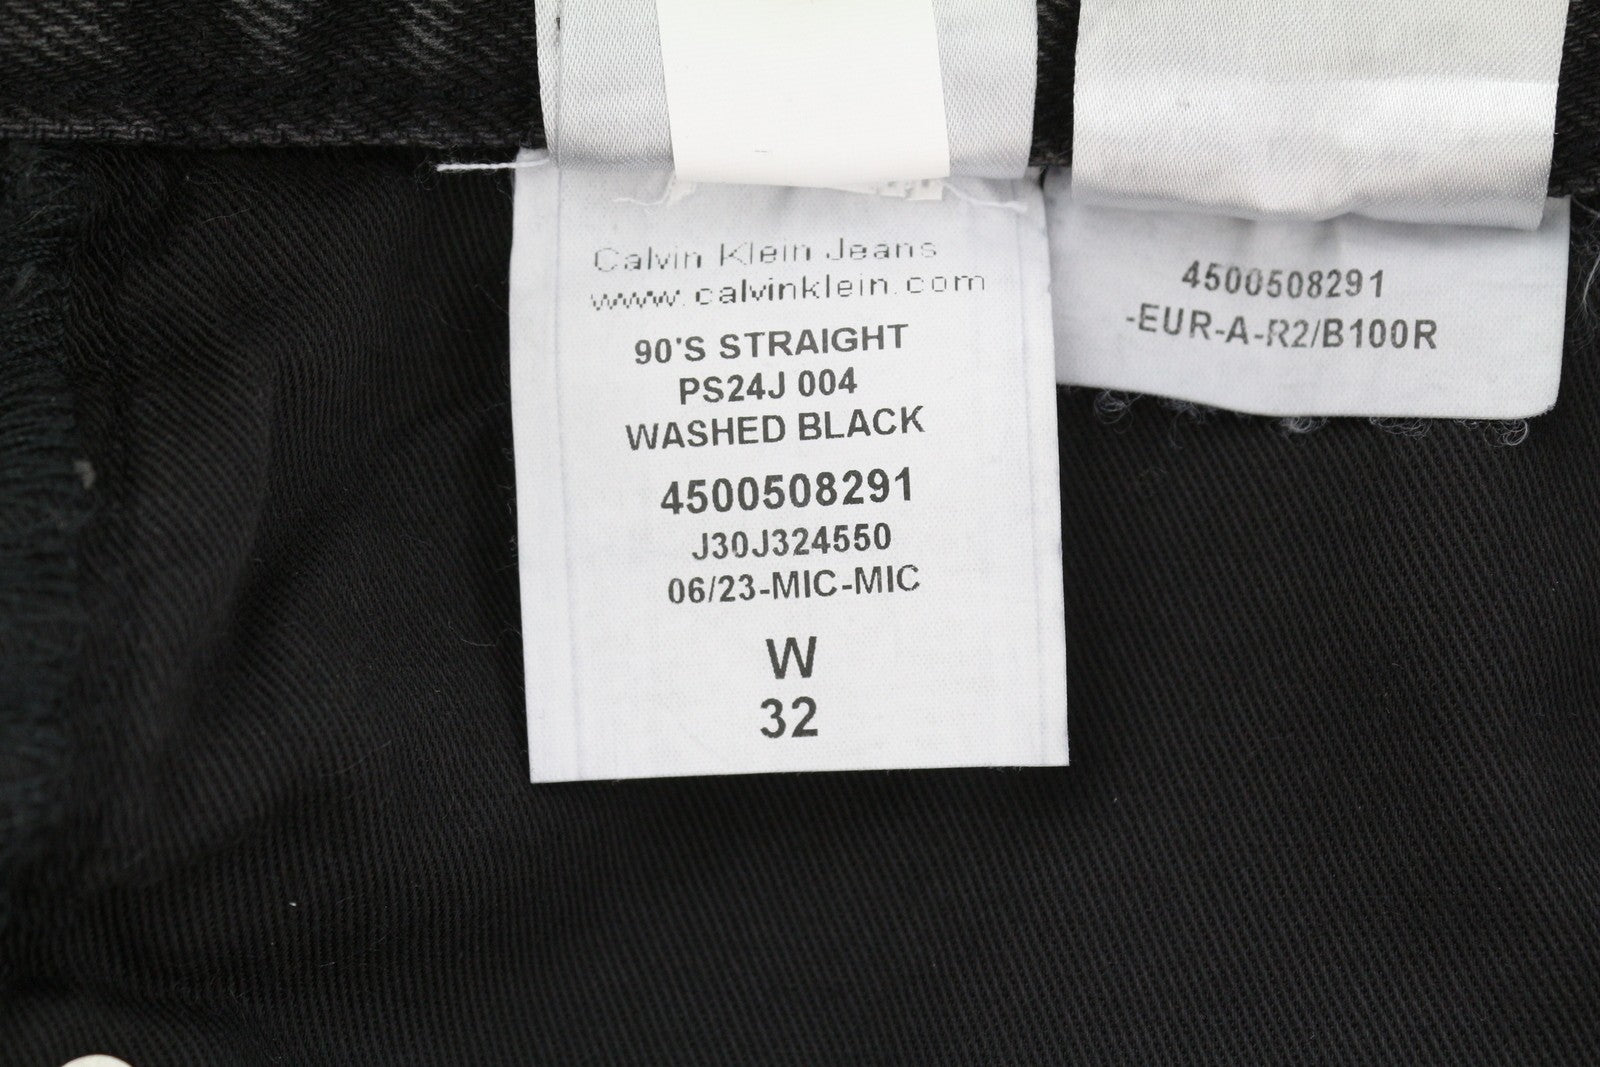 Calvin Klein Jeans
www.calvinklein.com
90'S STRAIGHT
PS24J 004
WASHED BLACK
4500508291
J30J324550
06/23-MIC-MIC
W
32
4500508291
-EUR-A-R2/B100R